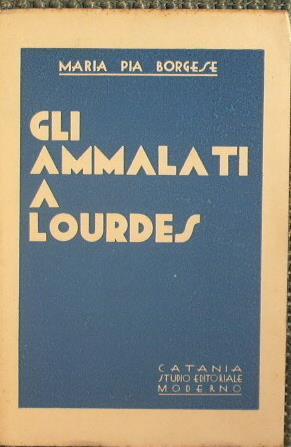 MARIA PIA BORGESE
GLI
AMMALATI
A
LOURDES
CATANIA
STUDIO EDITORIALE
MODERNO